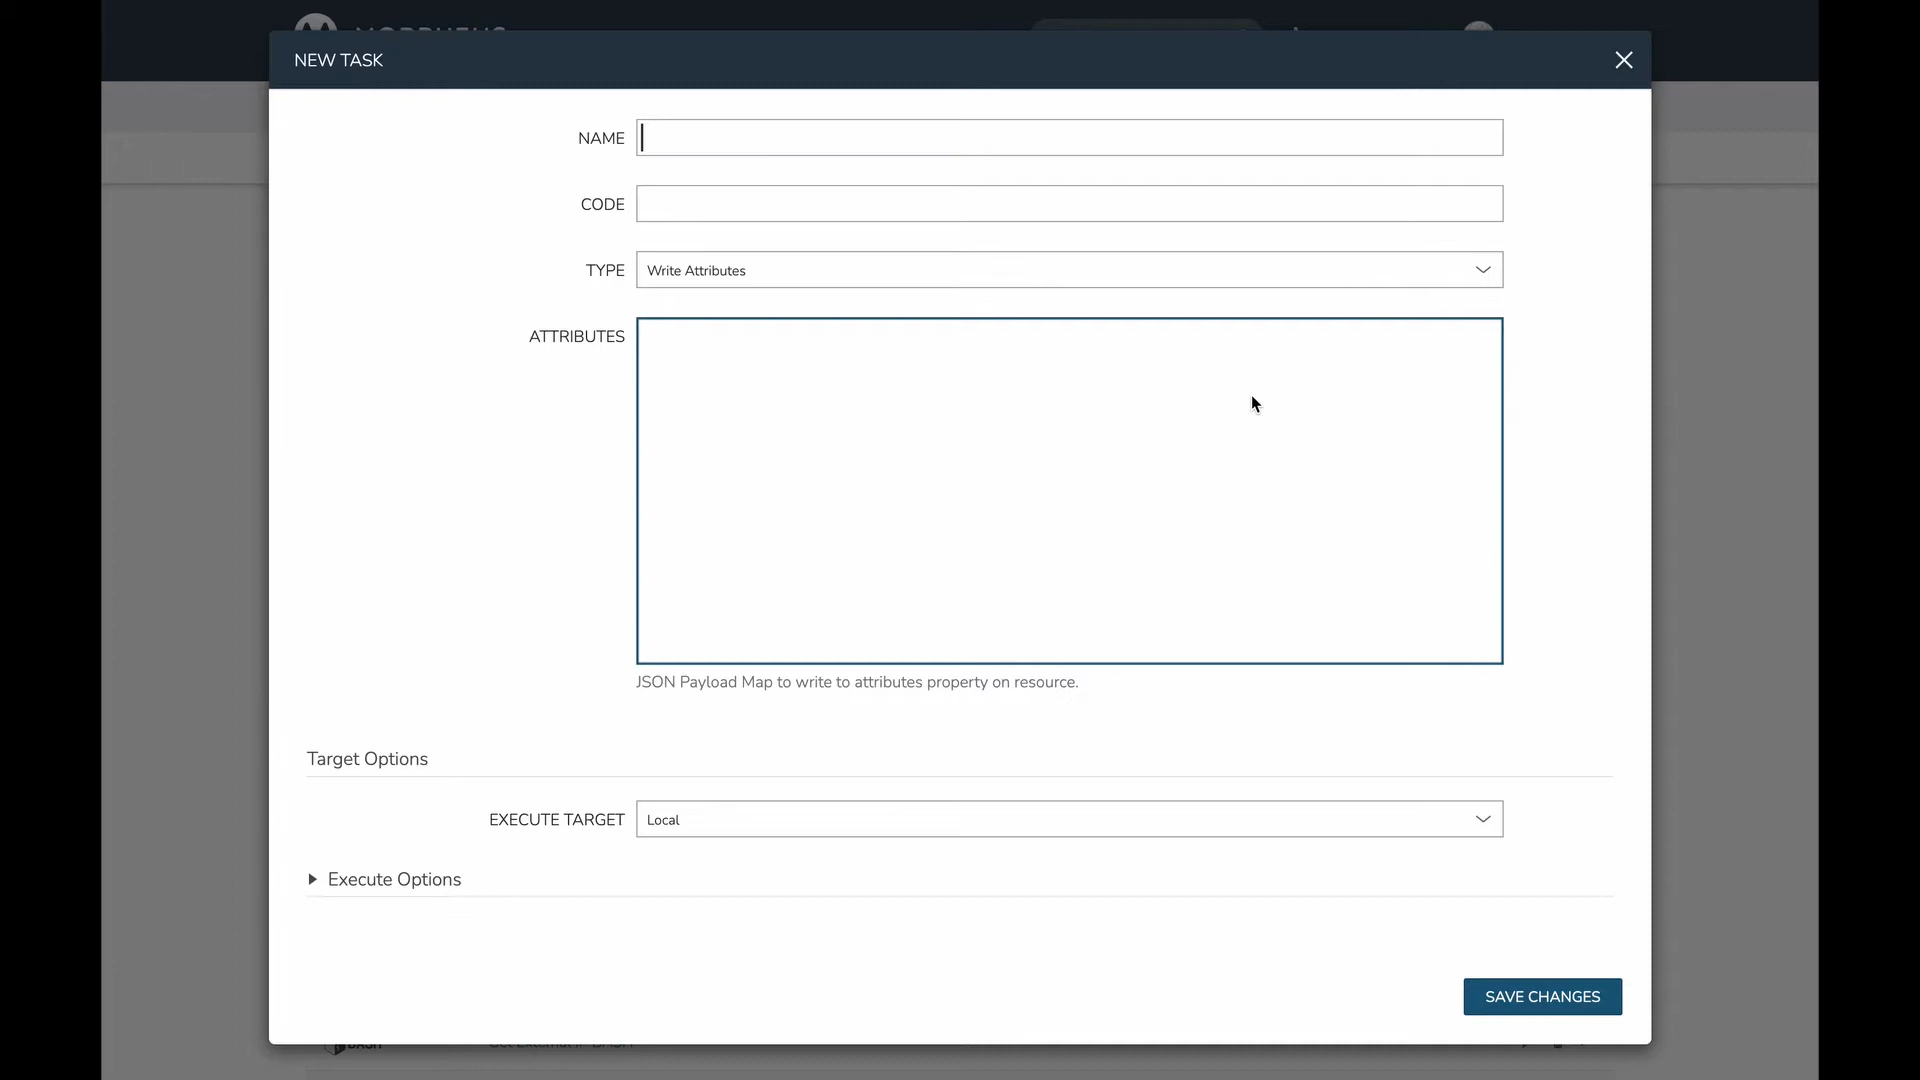 NEW TASK
NAME
CODE
TYPE
Write Attributes
ATTRIBUTES
JSON Payload Map to write to attributes property on resource.
Target Options
EXECUTE TARGET
Local
Execute Options
SAVE CHANGES